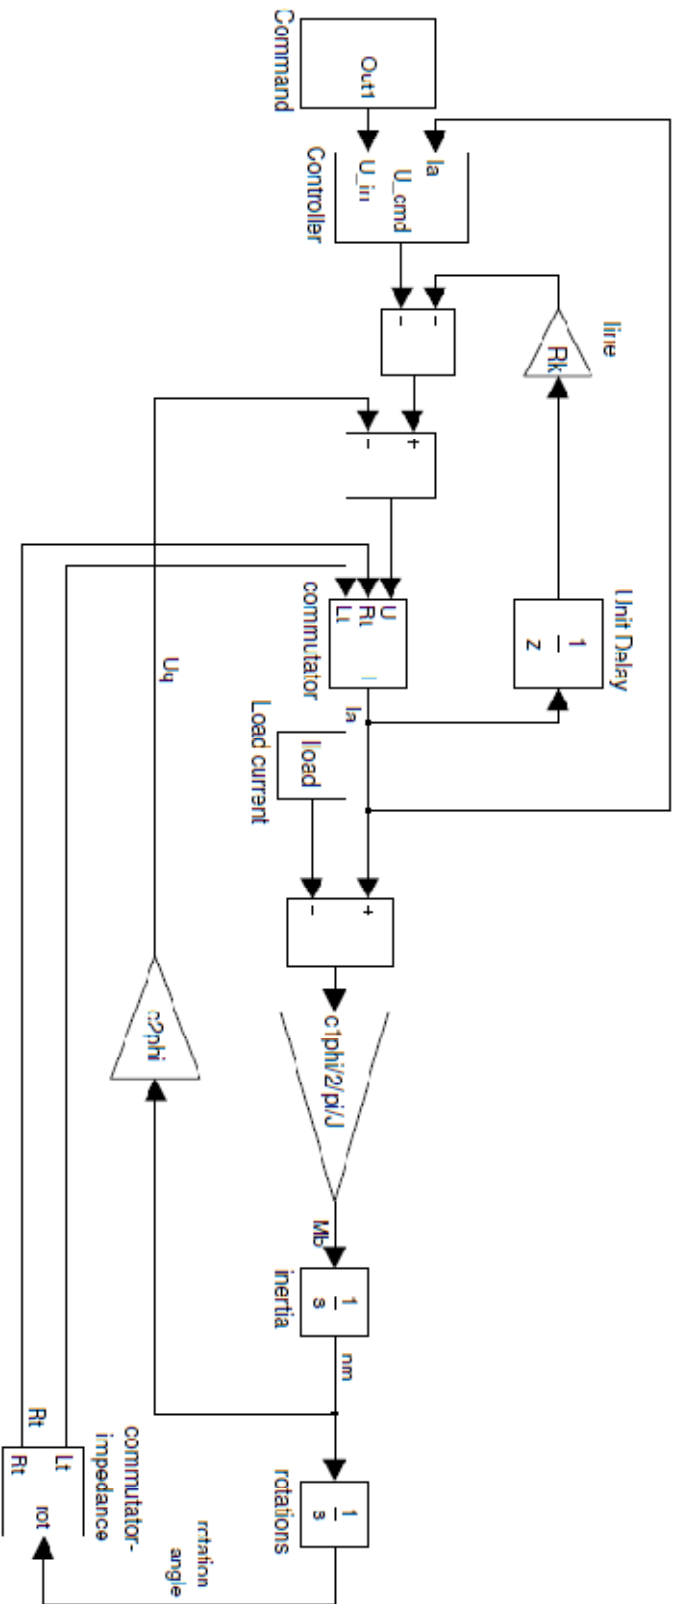 Command
Out1
Ia
U_cmd
U_in
Controller
-
-
line
Rk
+
-
Unit Delay
1
z
U
Rt
Lt
I
commutator
Ia
Load current
Iload
+
-
c1phi/2/pi/J
Mb
1
s
inertia
nm
1
s
rotations
Uq
c2phi
rotation
angle
commutator-
impedance
Lt
Rt
rot
Rt